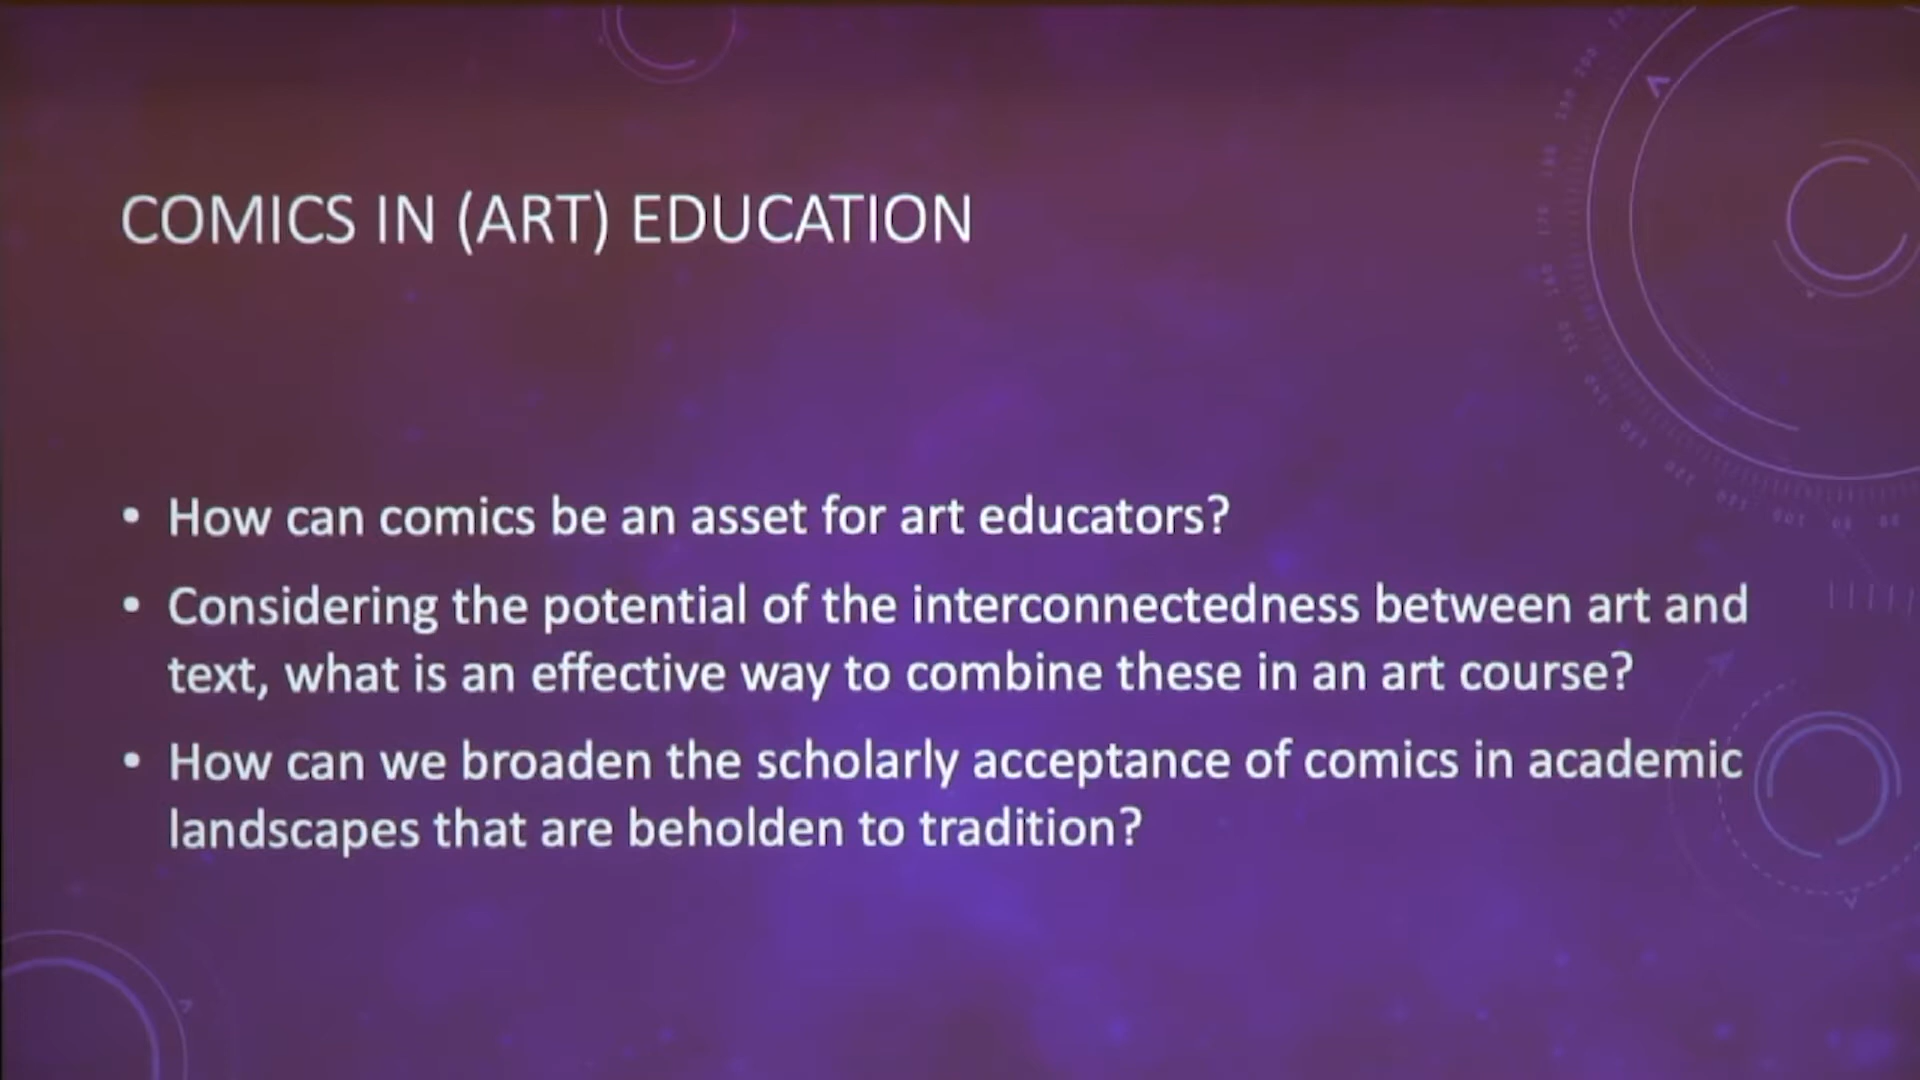 COMICS IN (ART) EDUCATION
• How can comics be an asset for art educators?
• Considering the potential of the interconnectedness between art and
text, what is an effective way to combine these in an art course?
• How can we broaden the scholarly acceptance of comics in academic
landscapes that are beholden to tradition?